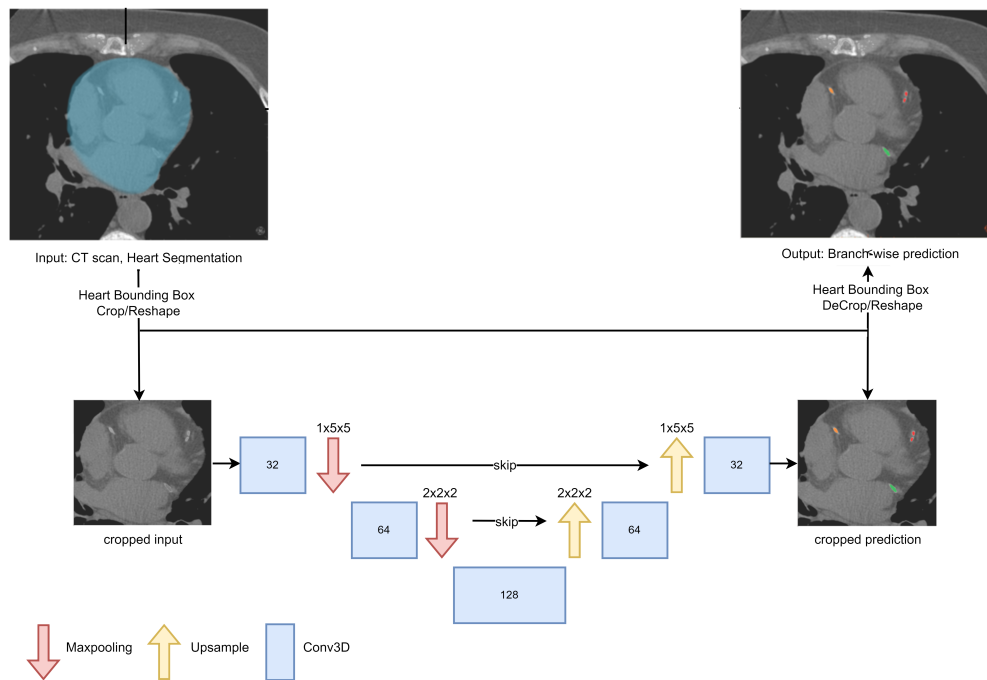 Input: CT scan, Heart Segmentation
Output: Branch-wise prediction
Heart Bounding Box
Crop/Reshape
Heart Bounding Box
DeCrop/Reshape
1x5x5
1x5x5
32
skip
32
2x2x2
2x2x2
64
skip
64
cropped input
cropped prediction
128
Maxpooling
Upsample
Conv3D